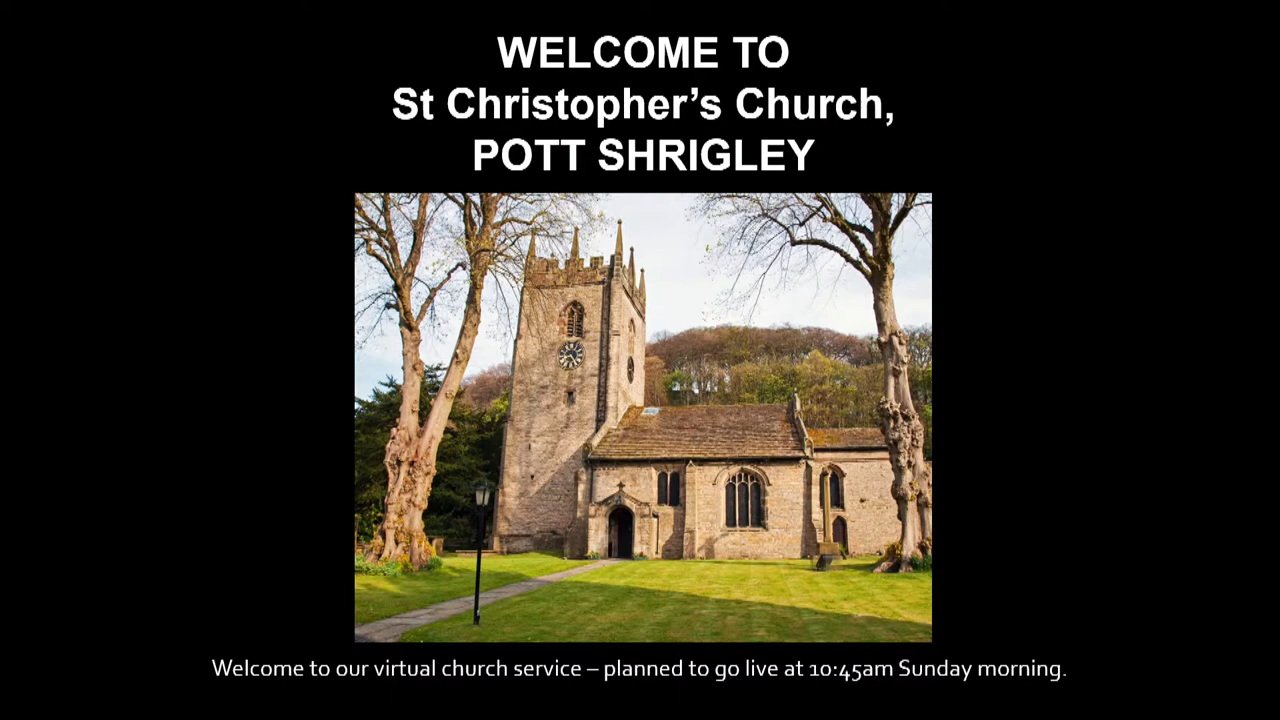 WELCOME TO
St Christopher’s Church,
POTT SHRIGLEY
Welcome to our virtual church service – planned to go live at 10:45am Sunday morning.